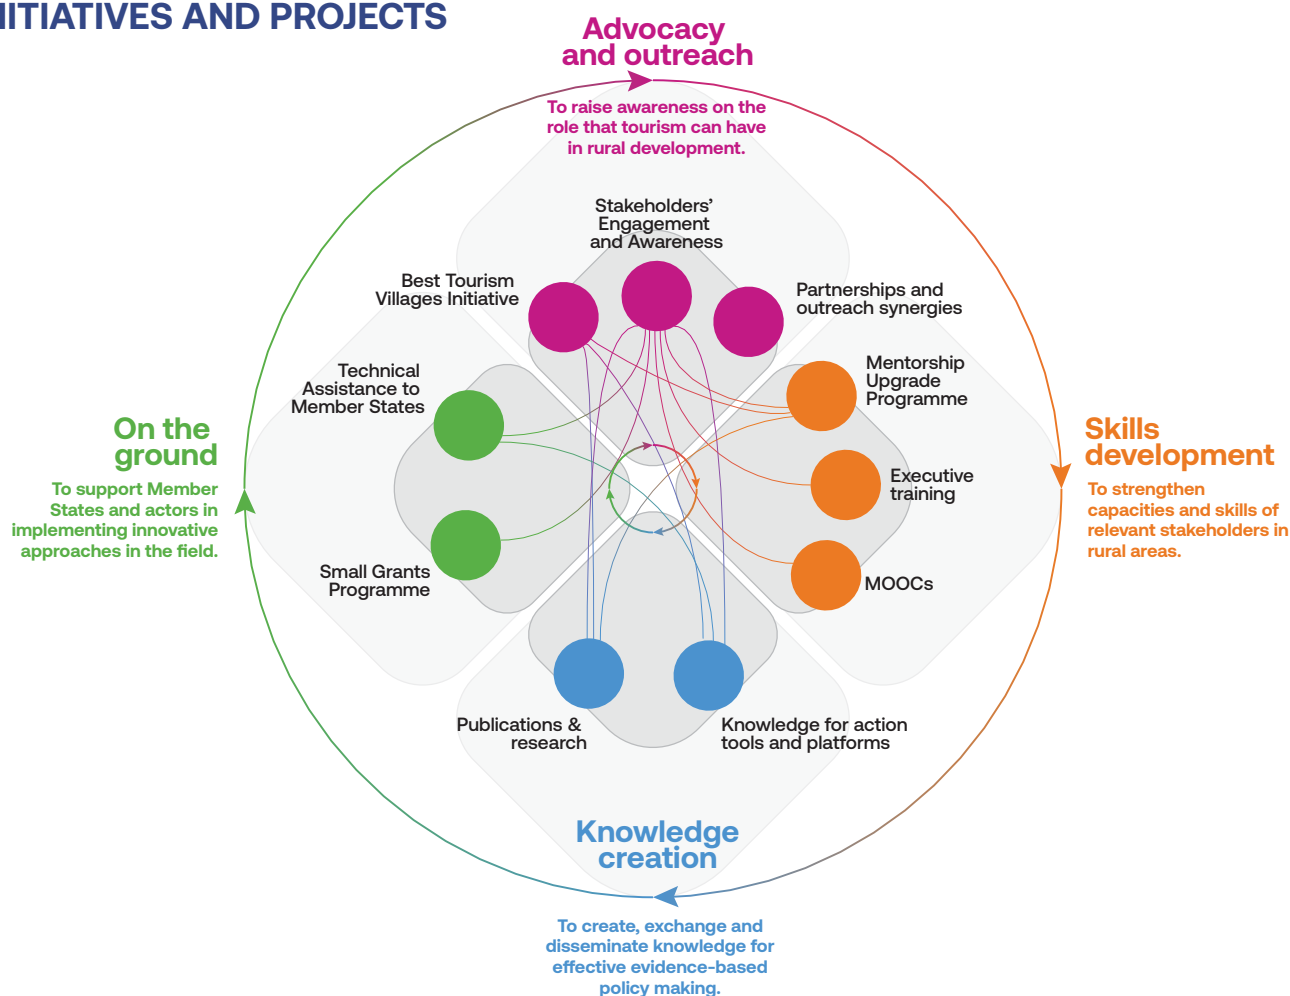 NITIATIVES AND PROJECTS
Advocacy
and outreach
To raise awareness on the
role that tourism can have
in rural development.
Stakeholders’
Engagement
and Awareness
Best Tourism
Villages Initiative
Partnerships and
outreach synergies
Technical
Assistance to
Member States
Mentorship
Upgrade
Programme
On the
ground
To support Member
States and actors in
implementing innovative
approaches in the field.
Skills
development
To strengthen
capacities and skills of
relevant stakeholders in
rural areas.
Executive
training
Small Grants
Programme
MOOCs
Publications &
research
Knowledge for action
tools and platforms
Knowledge
creation
To create, exchange and
disseminate knowledge for
effective evidence-based
policy making.